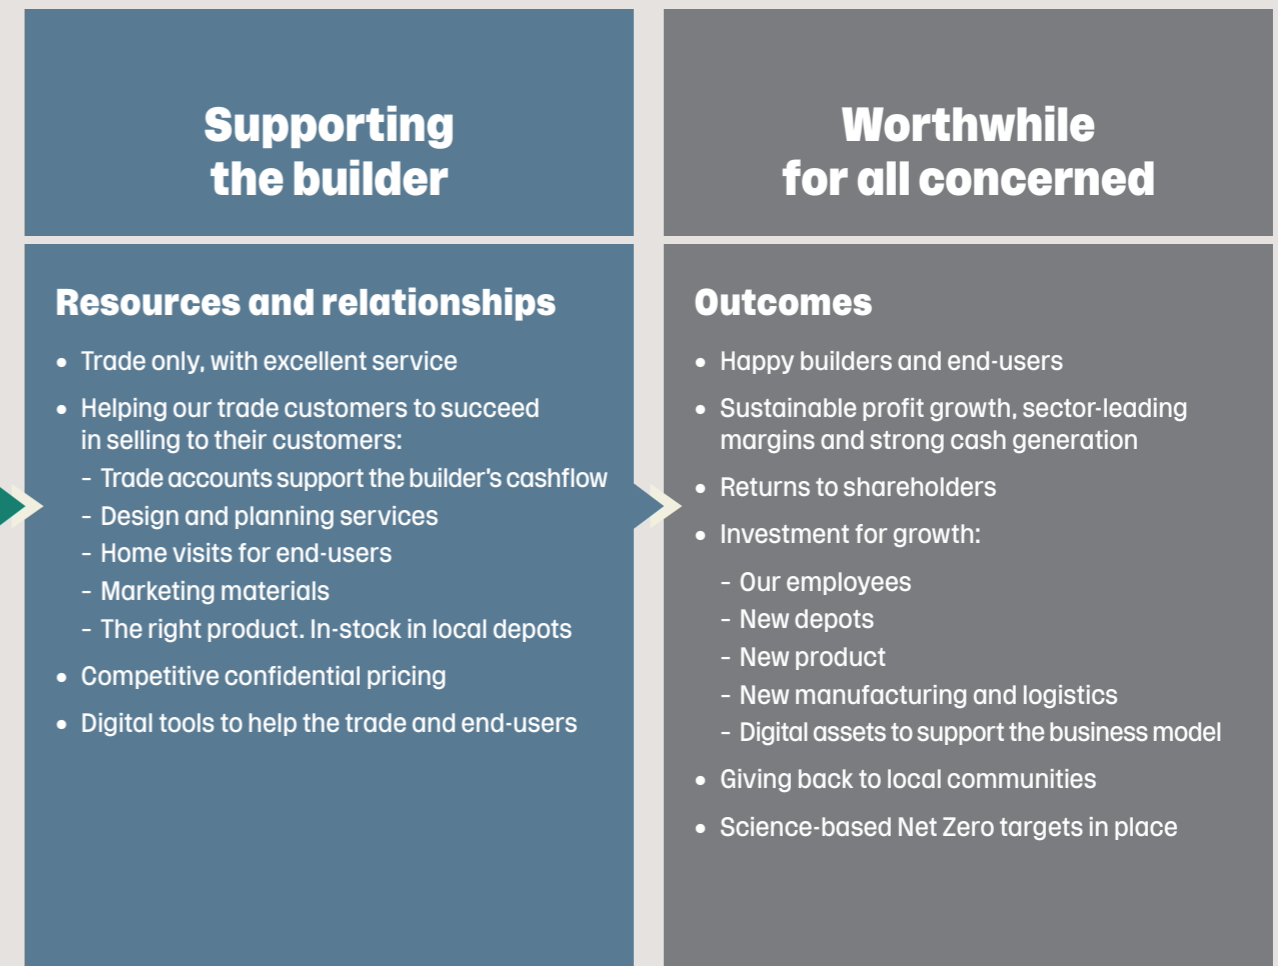 Supporting
the builder
Resources and relationships
• Trade only, with excellent service
• Helping our trade customers to succeed
in selling to their customers:
– Trade accounts support the builder's cashflow
– Design and planning services
– Home visits for end-users
– Marketing materials
– The right product. In-stock in local depots
• Competitive confidential pricing
• Digital tools to help the trade and end-users
Worthwhile
for all concerned
Outcomes
• Happy builders and end-users
• Sustainable profit growth, sector-leading
margins and strong cash generation
• Returns to shareholders
• Investment for growth:
– Our employees
– New depots
– New product
– New manufacturing and logistics
– Digital assets to support the business model
• Giving back to local communities
• Science-based Net Zero targets in place